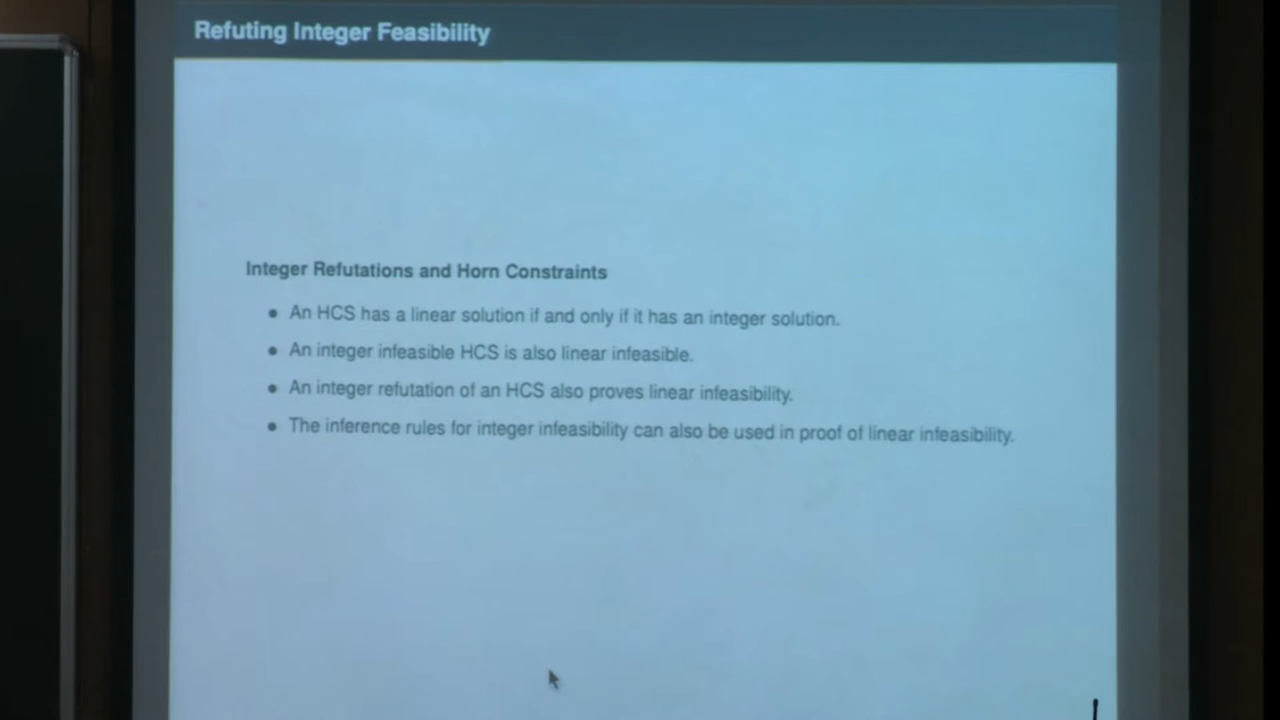 Refuting Integer Feasibility
Integer Refutations and Horn Constraints
• An HCS has a linear solution if and only if it has an integer solution.
• An integer infeasible HCS is also linear infeasible.
• An integer refutation of an HCS also proves linear infeasibility.
• The inference rules for integer infeasibility can also be used in proof of linear infeasibility.